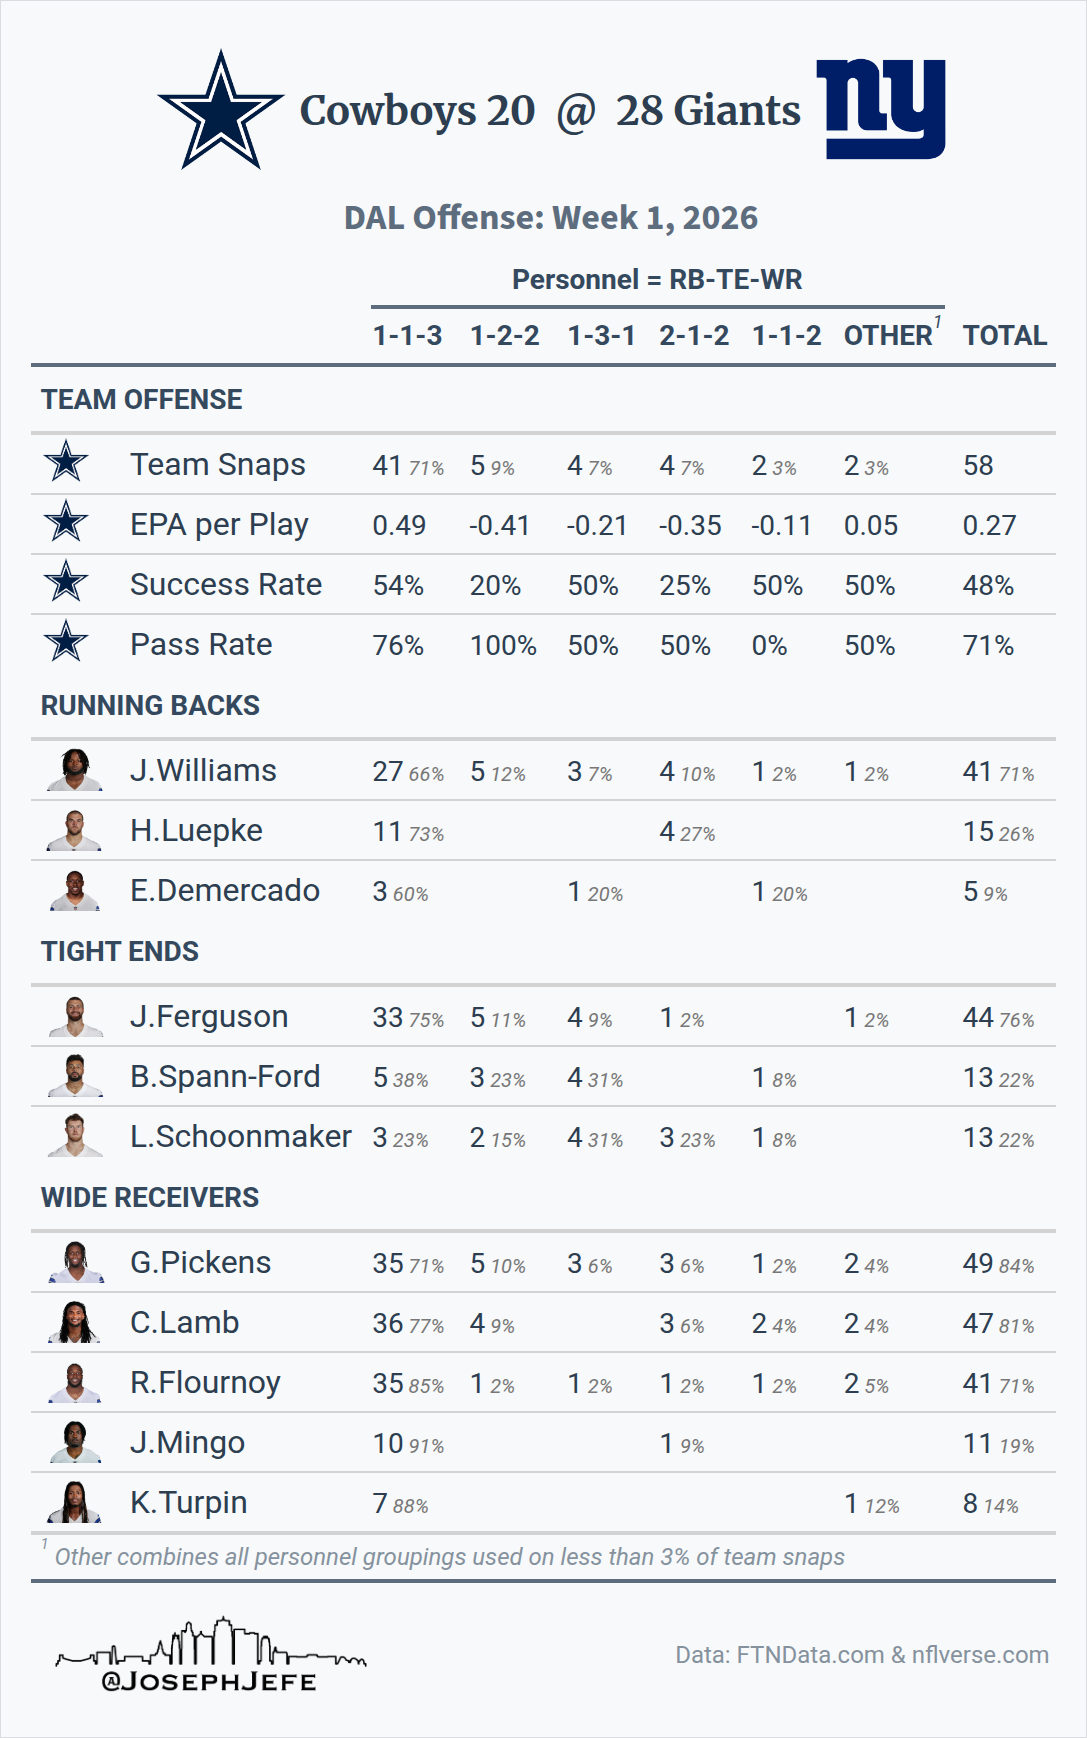 Cowboys 20 @ 28 Giants
ny
DAL Offense: Week 1, 2026
Personnel = RB-TE-WR
1-1-3 1-2-2 1-3-1 2-1-2 1-1-2 OTHER1 TOTAL
TEAM OFFENSE
Team Snaps 41 71% 5 9% 4 7% 4 7% 2 3% 2 3% 58
EPA per Play 0.49 -0.41 -0.21 -0.35 -0.11 0.05 0.27
Success Rate 54% 20% 50% 25% 50% 50% 48%
Pass Rate 76% 100% 50% 50% 0% 50% 71%
RUNNING BACKS
J.Williams 27 66% 5 12% 3 7% 4 10% 1 2% 1 2% 41 71%
H.Luepke 11 73% 4 27% 15 26%
E.Demercado 3 60% 1 20% 1 20% 5 9%
TIGHT ENDS
J.Ferguson 33 75% 5 11% 4 9% 1 2% 1 2% 44 76%
B.Spann-Ford 5 38% 3 23% 4 31% 1 8% 13 22%
L.Schoonmaker 3 23% 2 15% 4 31% 3 23% 1 8% 13 22%
WIDE RECEIVERS
G.Pickens 35 71% 5 10% 3 6% 3 6% 1 2% 2 4% 49 84%
C.Lamb 36 77% 4 9% 3 6% 2 4% 2 4% 47 81%
R.Flournoy 35 85% 1 2% 1 2% 1 2% 1 2% 2 5% 41 71%
J.Mingo 10 91% 1 9% 11 19%
K.Turpin 7 88% 1 12% 8 14%
1 Other combines all personnel groupings used on less than 3% of team snaps
@JosephJefe
Data: FTNData.com & nflverse.com